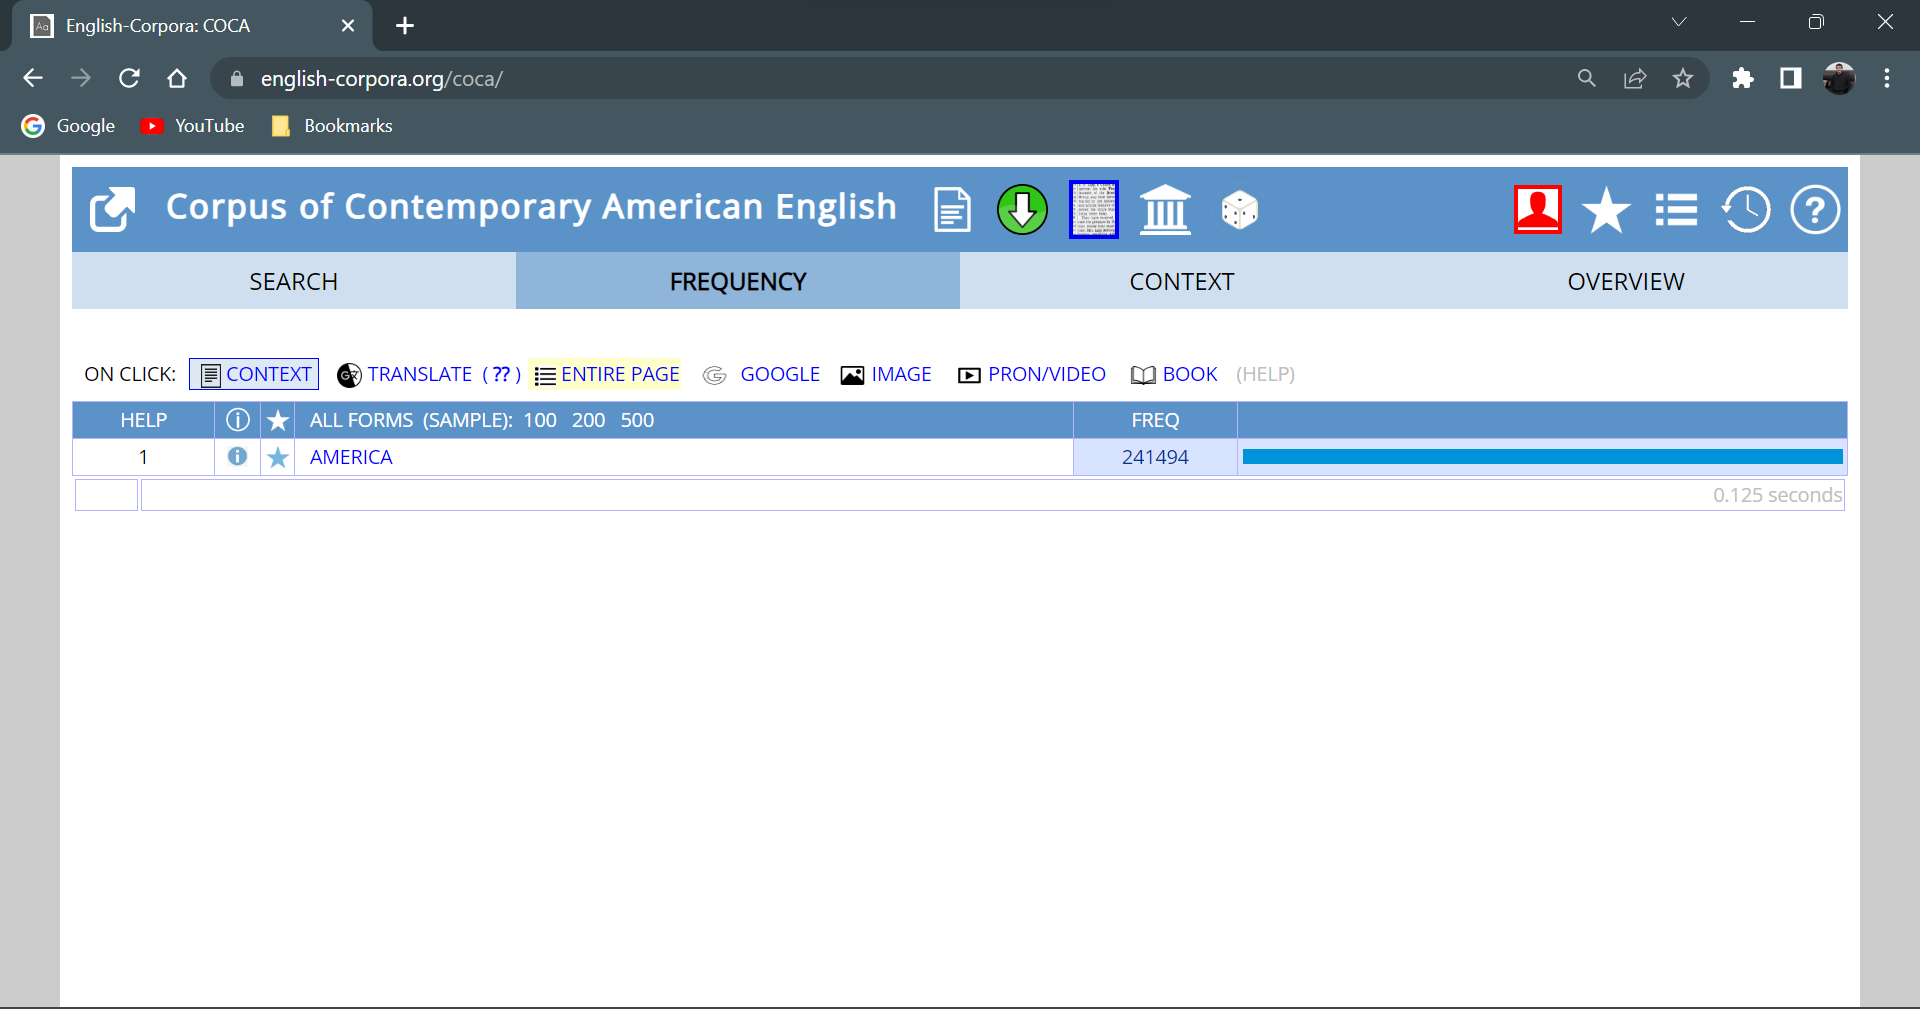 English-Corpora: COCA
english-corpora.org/coca/
Google YouTube Bookmarks
Corpus of Contemporary American English
SEARCH FREQUENCY CONTEXT OVERVIEW
ON CLICK: CONTEXT TRANSLATE (??) ENTIRE PAGE GOOGLE IMAGE PRON/VIDEO BOOK (HELP)
HELP ALL FORMS (SAMPLE): 100 200 500 FREQ
1 AMERICA 241494
0.125 seconds